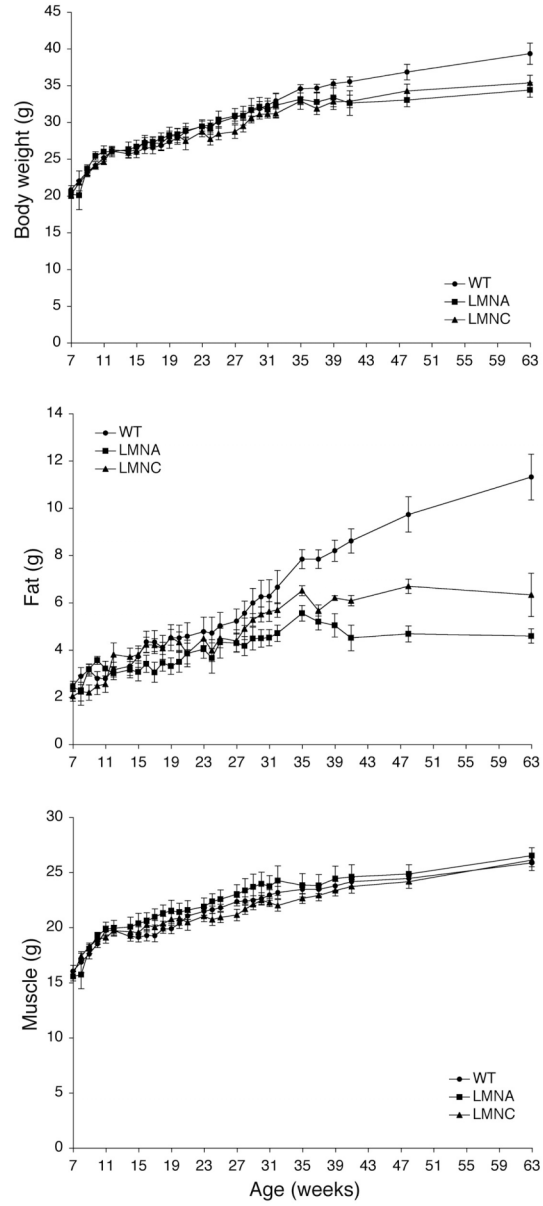 45
40
35
30
25
20
15
10
5
0
Body weight (g)
WT
LMNA
LMNC
7 11 15 19 23 27 31 35 39 43 47 51 55 59 63
14
12
10
8
6
4
2
0
Fat (g)
WT
LMNA
LMNC
7 11 15 19 23 27 31 35 39 43 47 51 55 59 63
30
25
20
15
10
5
0
Muscle (g)
WT
LMNA
LMNC
7 11 15 19 23 27 31 35 39 43 47 51 55 59 63
Age (weeks)